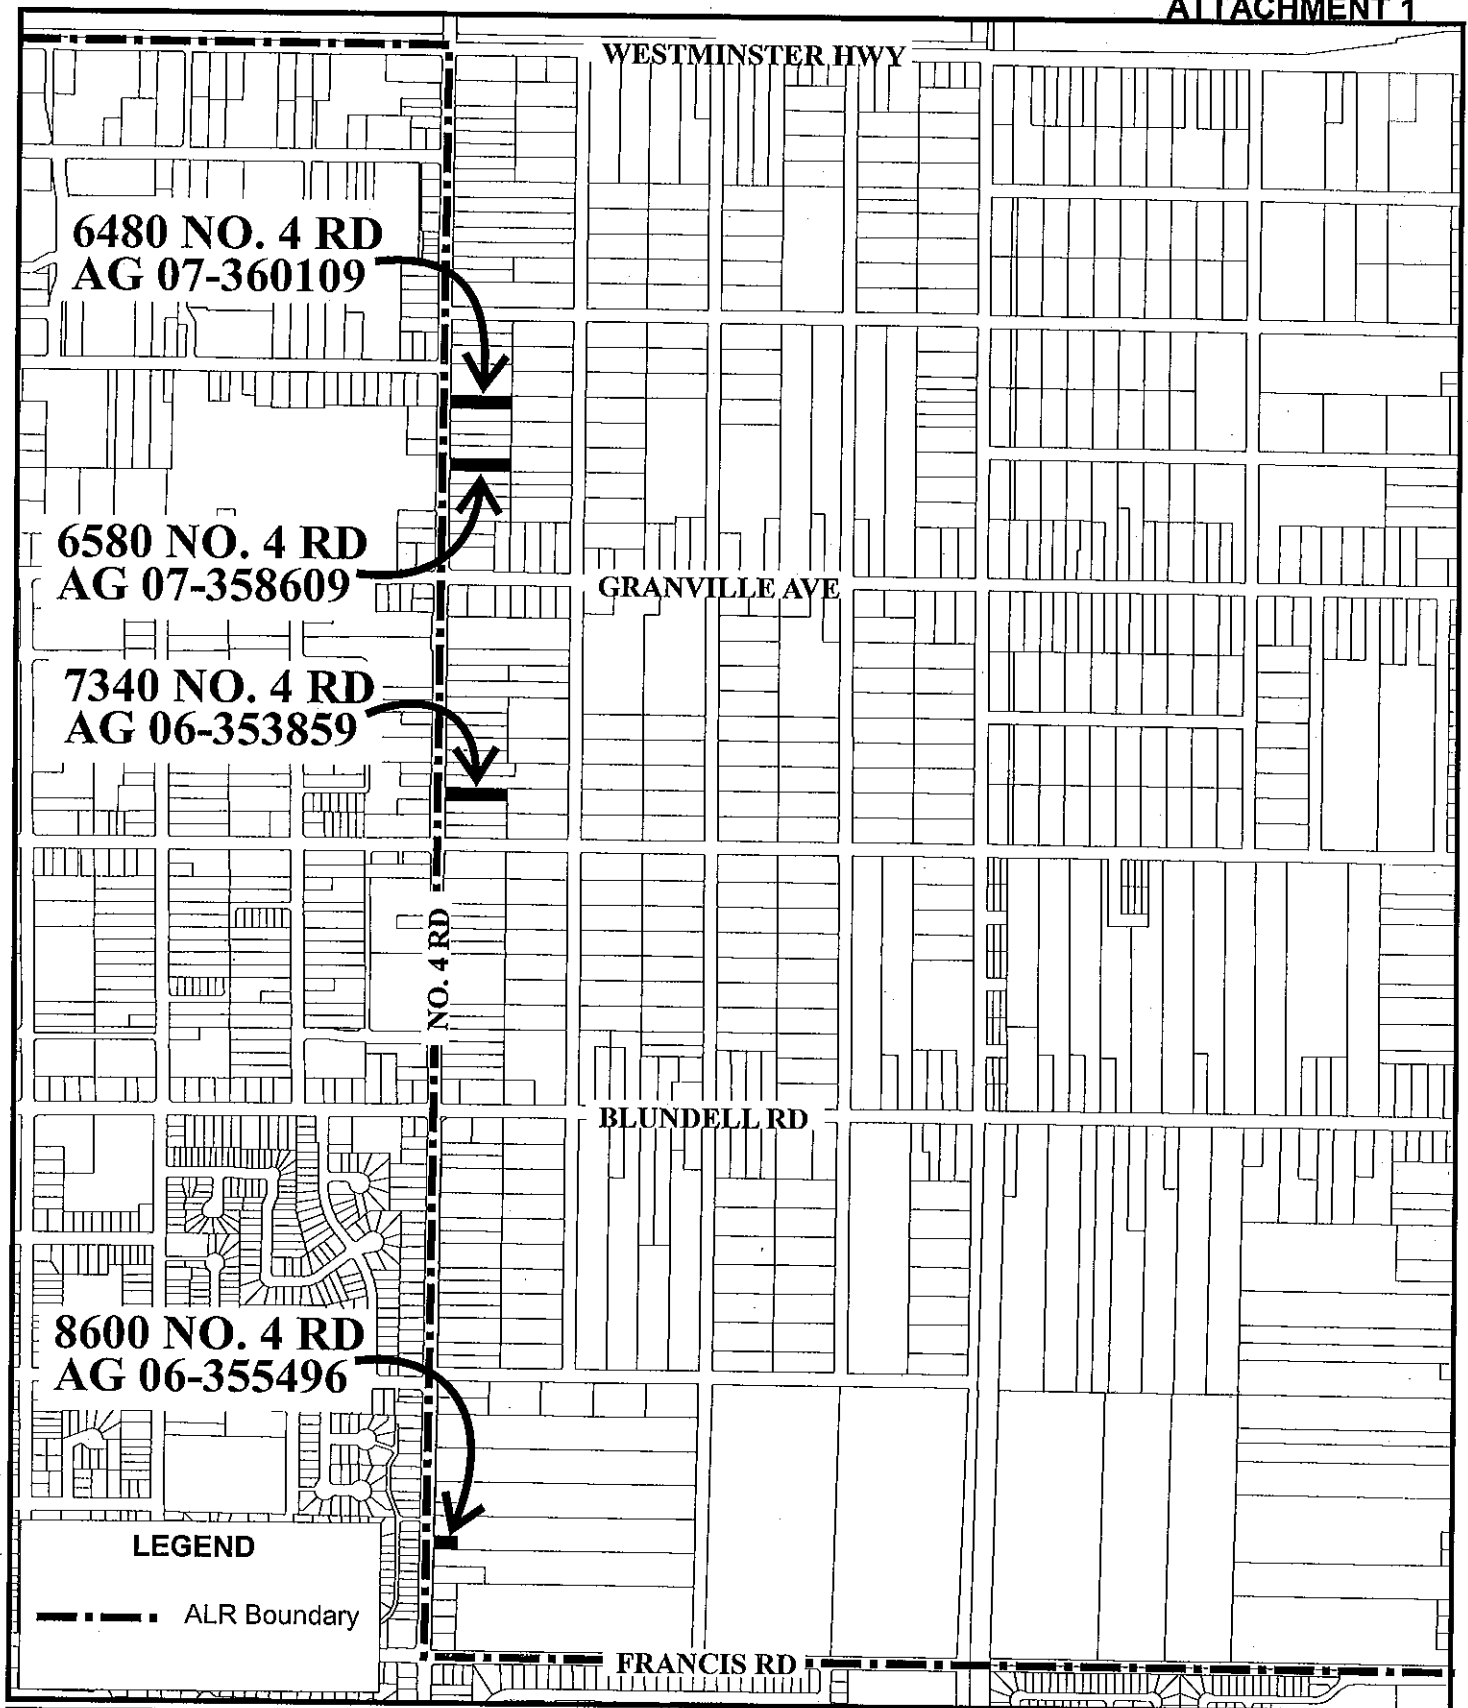 ATTACHMENT 1
WESTMINSTER HWY
6480 NO. 4 RD
AG 07-360109
6580 NO. 4 RD
AG 07-358609
GRANVILLE AVE
7340 NO. 4 RD
AG 06-353859
NO. 4 RD
BLUNDELL RD
8600 NO. 4 RD
AG 06-355496
LEGEND
ALR Boundary
FRANCIS RD